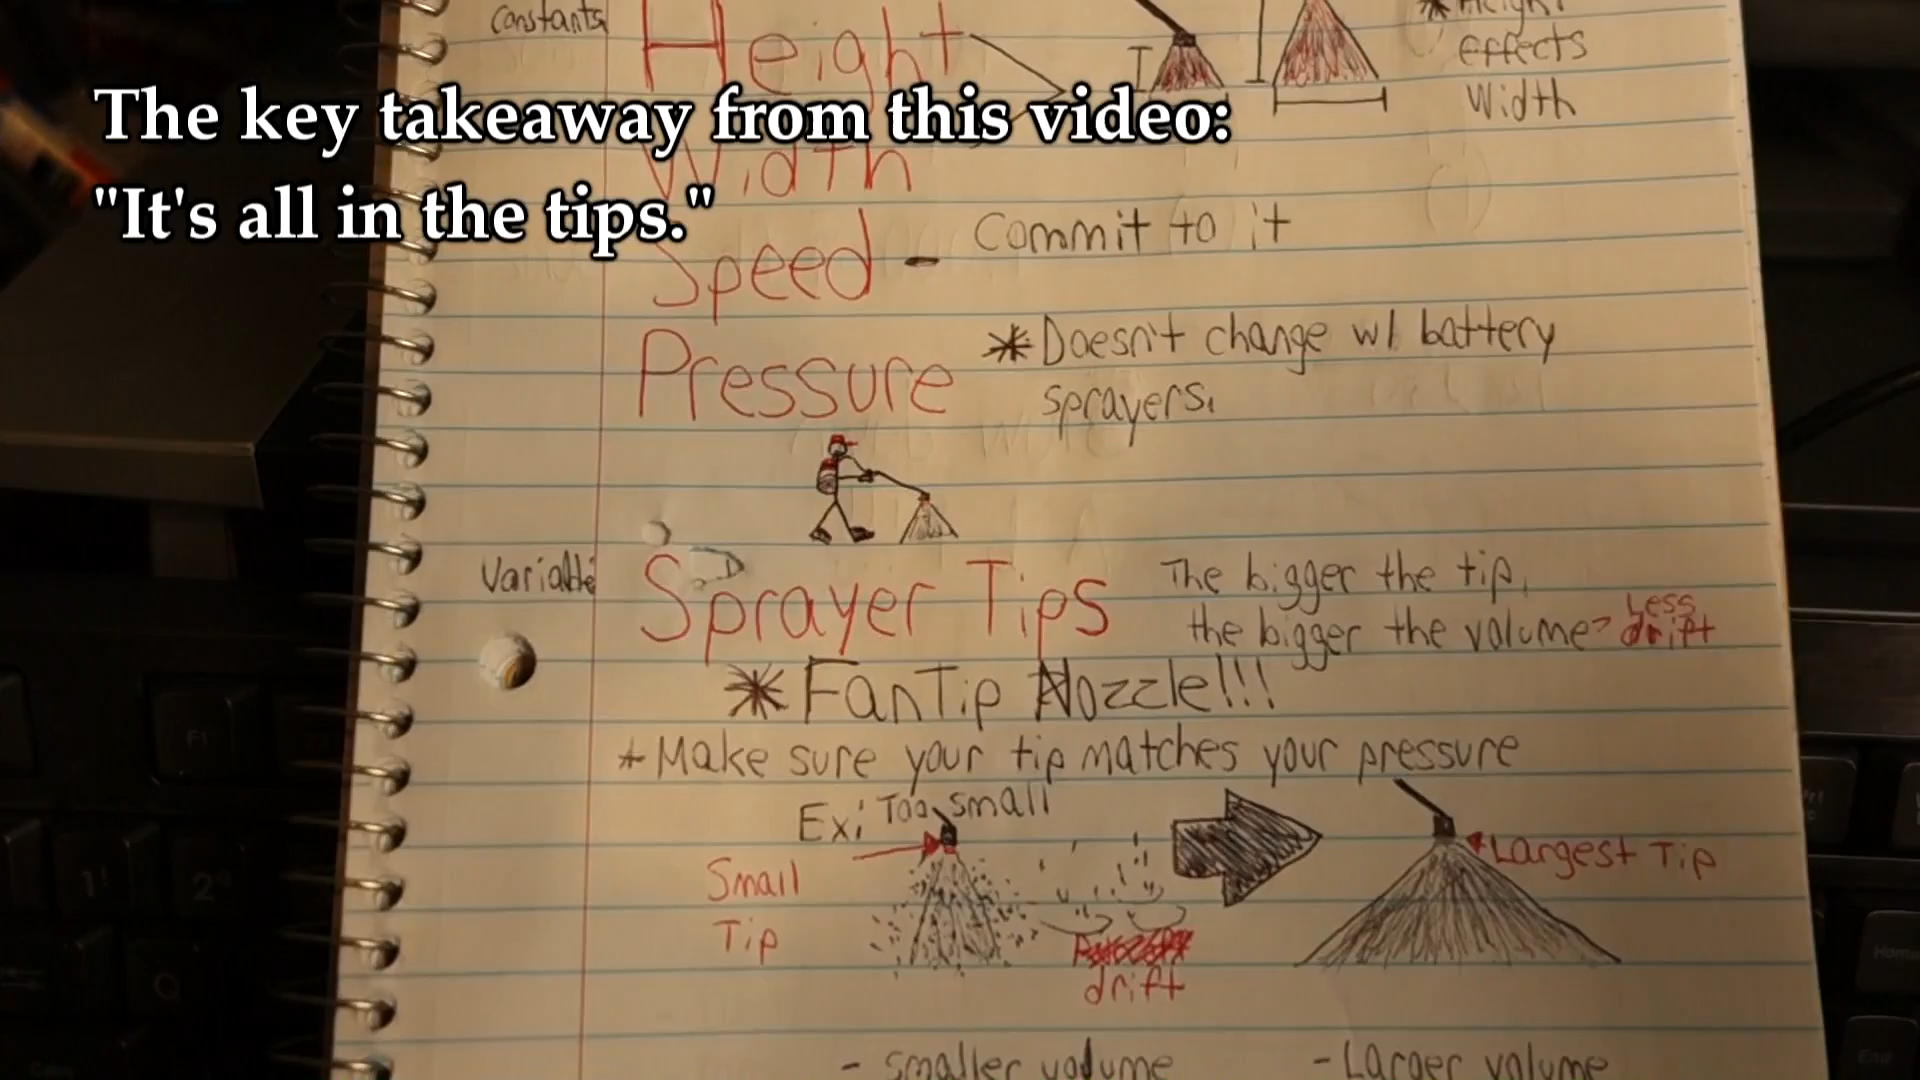 Constants
Height
* Height
effects
Width
The key takeaway from this video:
"It's all in the tips."
Width
Speed - Commit to it
Pressure
* Doesn't change w/ battery
sprayers.
Variable
Sprayer Tips
The bigger the tip,
the bigger the volume
Less
drift
* Fan Tip Nozzle!!!
* Make sure your tip matches your pressure
Ex: Too small
Small
Tip
drift
Largest Tip
- smaller volume
- Larger volume